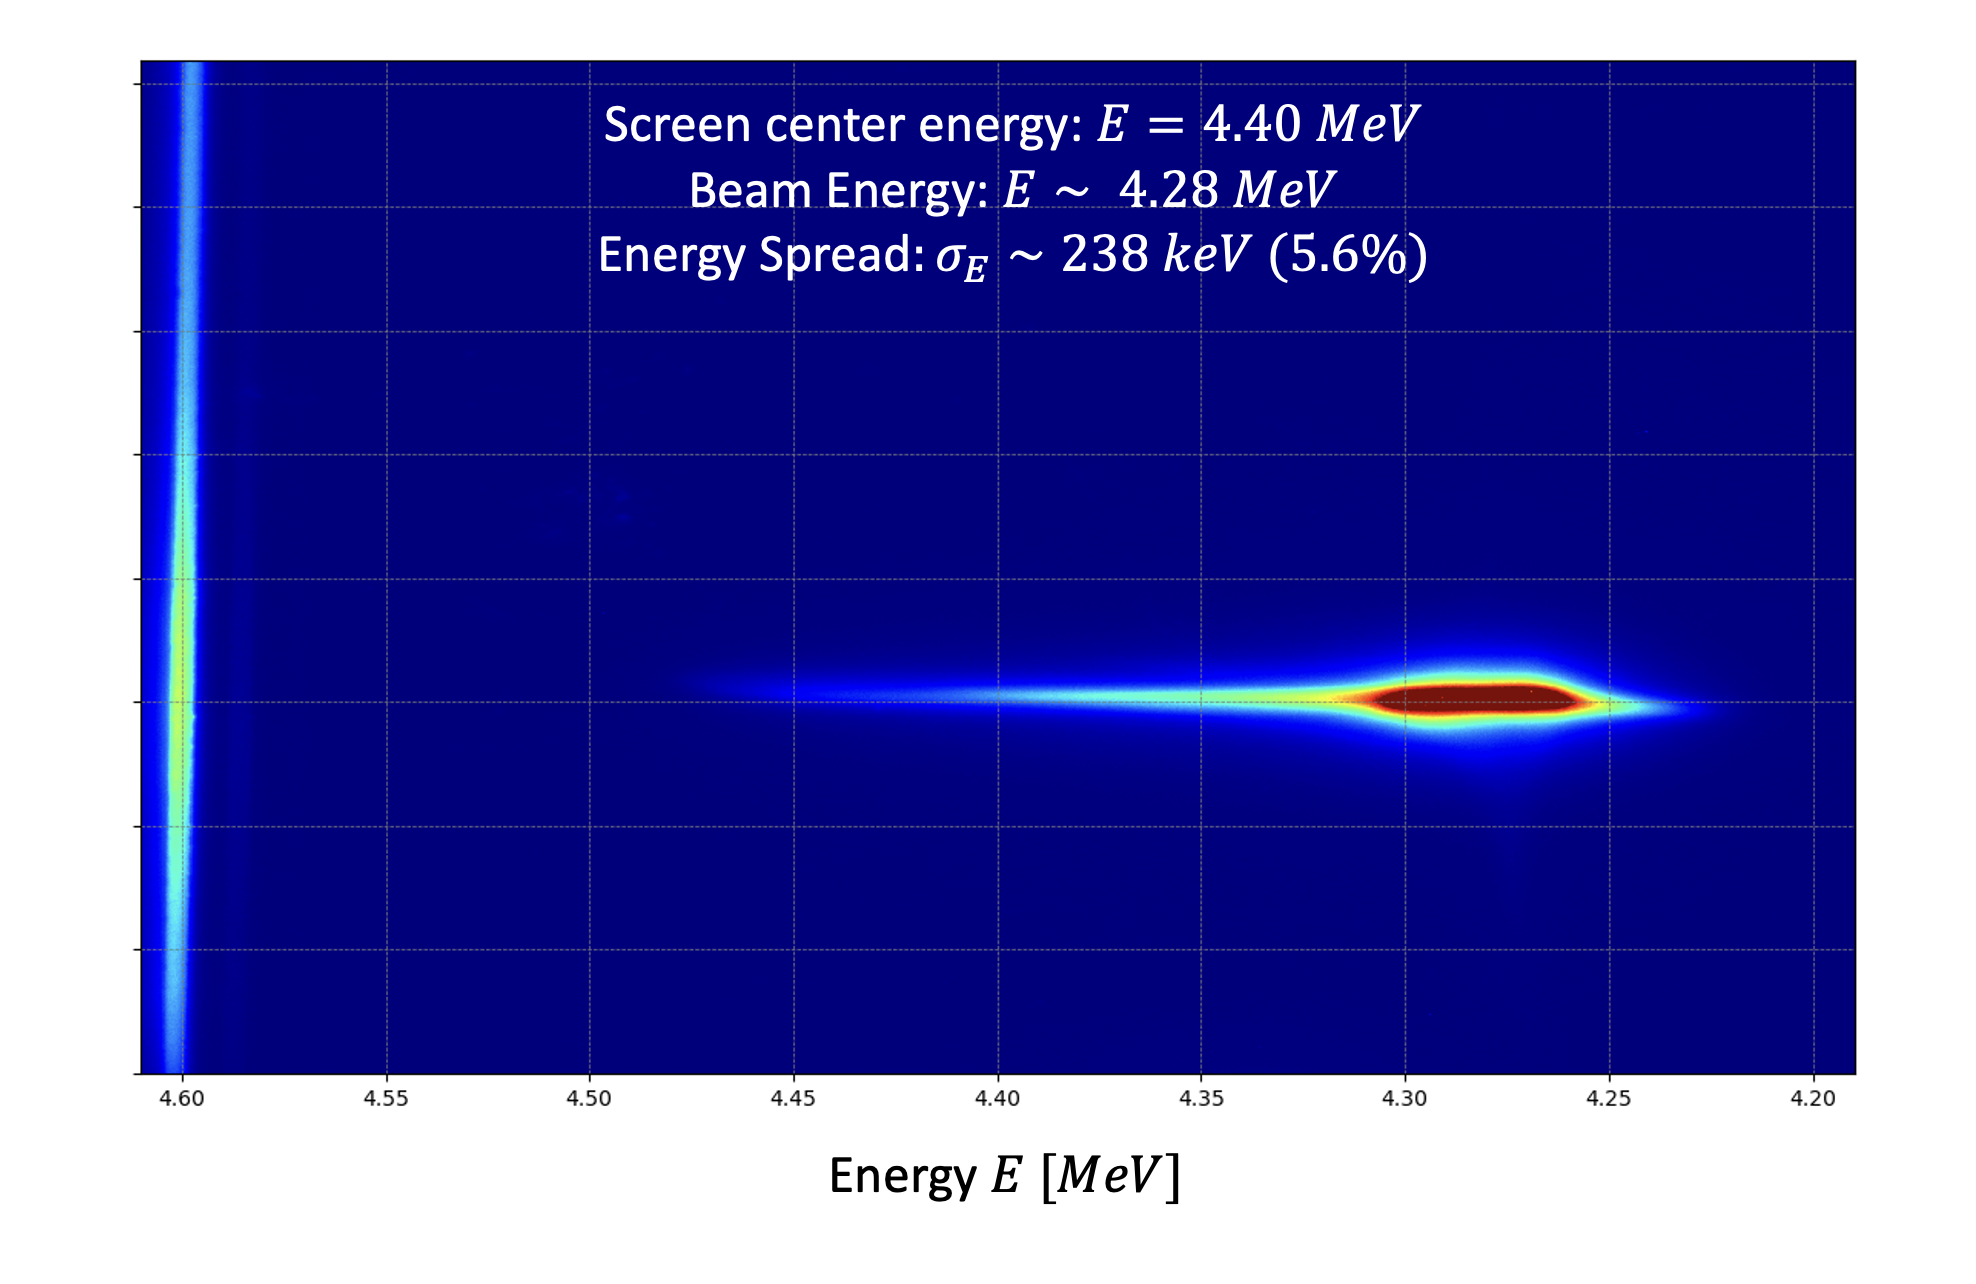 Screen center energy: E = 4.40 MeV
Beam Energy: E ~ 4.28 MeV
Energy Spread: σ_E ~ 238 keV (5.6%)
4.60 4.55 4.50 4.45 4.40 4.35 4.30 4.25 4.20
Energy E [MeV]